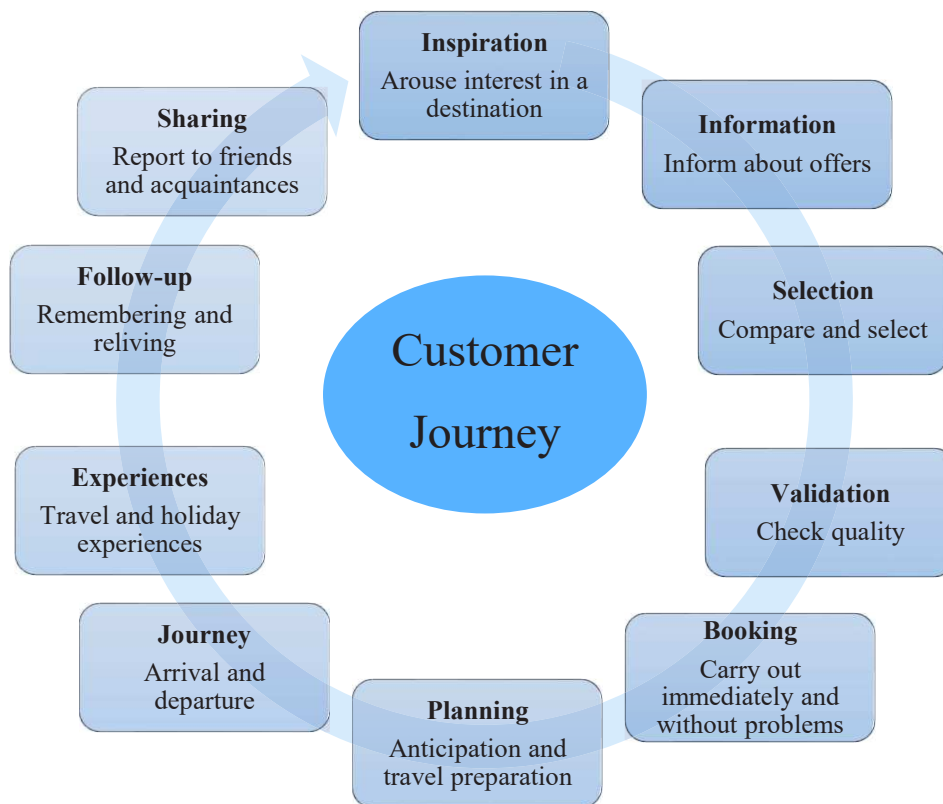 Inspiration
Arouse interest in a
destination
Information
Inform about offers
Selection
Compare and select
Validation
Check quality
Booking
Carry out
immediately and
without problems
Planning
Anticipation and
travel preparation
Journey
Arrival and
departure
Experiences
Travel and holiday
experiences
Follow-up
Remembering and
reliving
Sharing
Report to friends
and acquaintances
Customer
Journey